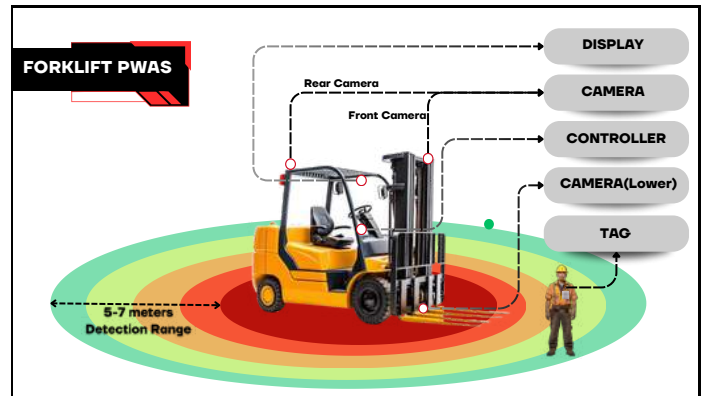 FORKLIFT PWAS
DISPLAY
Rear Camera
CAMERA
Front Camera
CONTROLLER
CAMERA(Lower)
TAG
5-7 meters
Detection Range